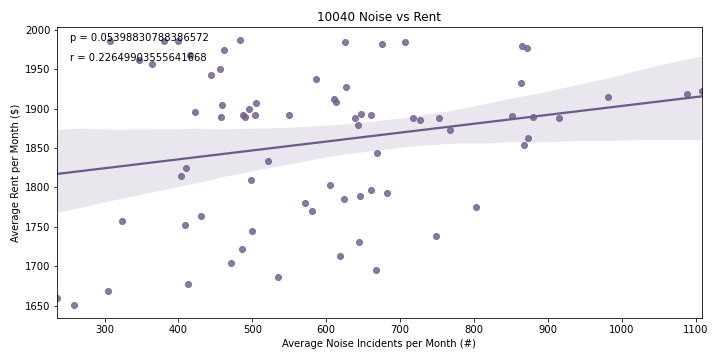 10040 Noise vs Rent
p = 0.05398830788386572
r = 0.22649903555641668
2000
1950
1900
1850
1800
1750
1700
1650
Average Rent per Month ($)
300 400 500 600 700 800 900 1000 1100
Average Noise Incidents per Month (#)